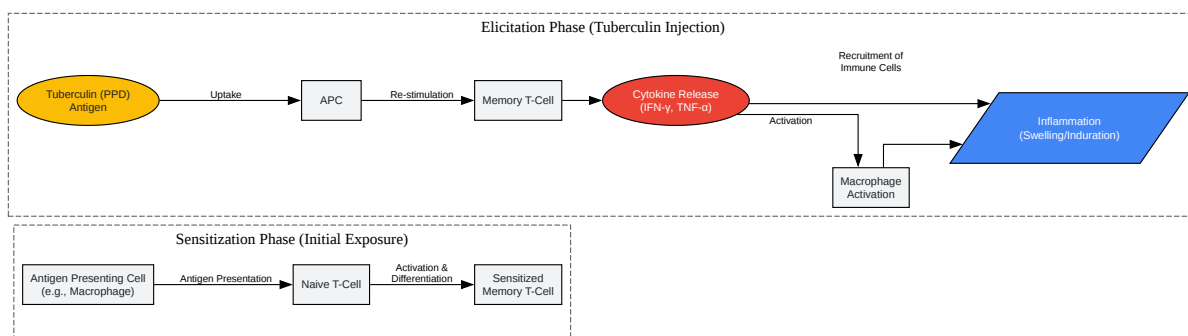 Elicitation Phase (Tuberculin Injection)
Recruitment of
Immune Cells
Tuberculin (PPD)
Antigen
Uptake
APC
Re-stimulation
Memory T-Cell
Cytokine Release
(IFN-γ, TNF-α)
Activation
Inflammation
(Swelling/Induration)
Macrophage
Activation
Sensitization Phase (Initial Exposure)
Antigen Presenting Cell
(e.g., Macrophage)
Antigen Presentation
Naive T-Cell
Activation &
Differentiation
Sensitized
Memory T-Cell